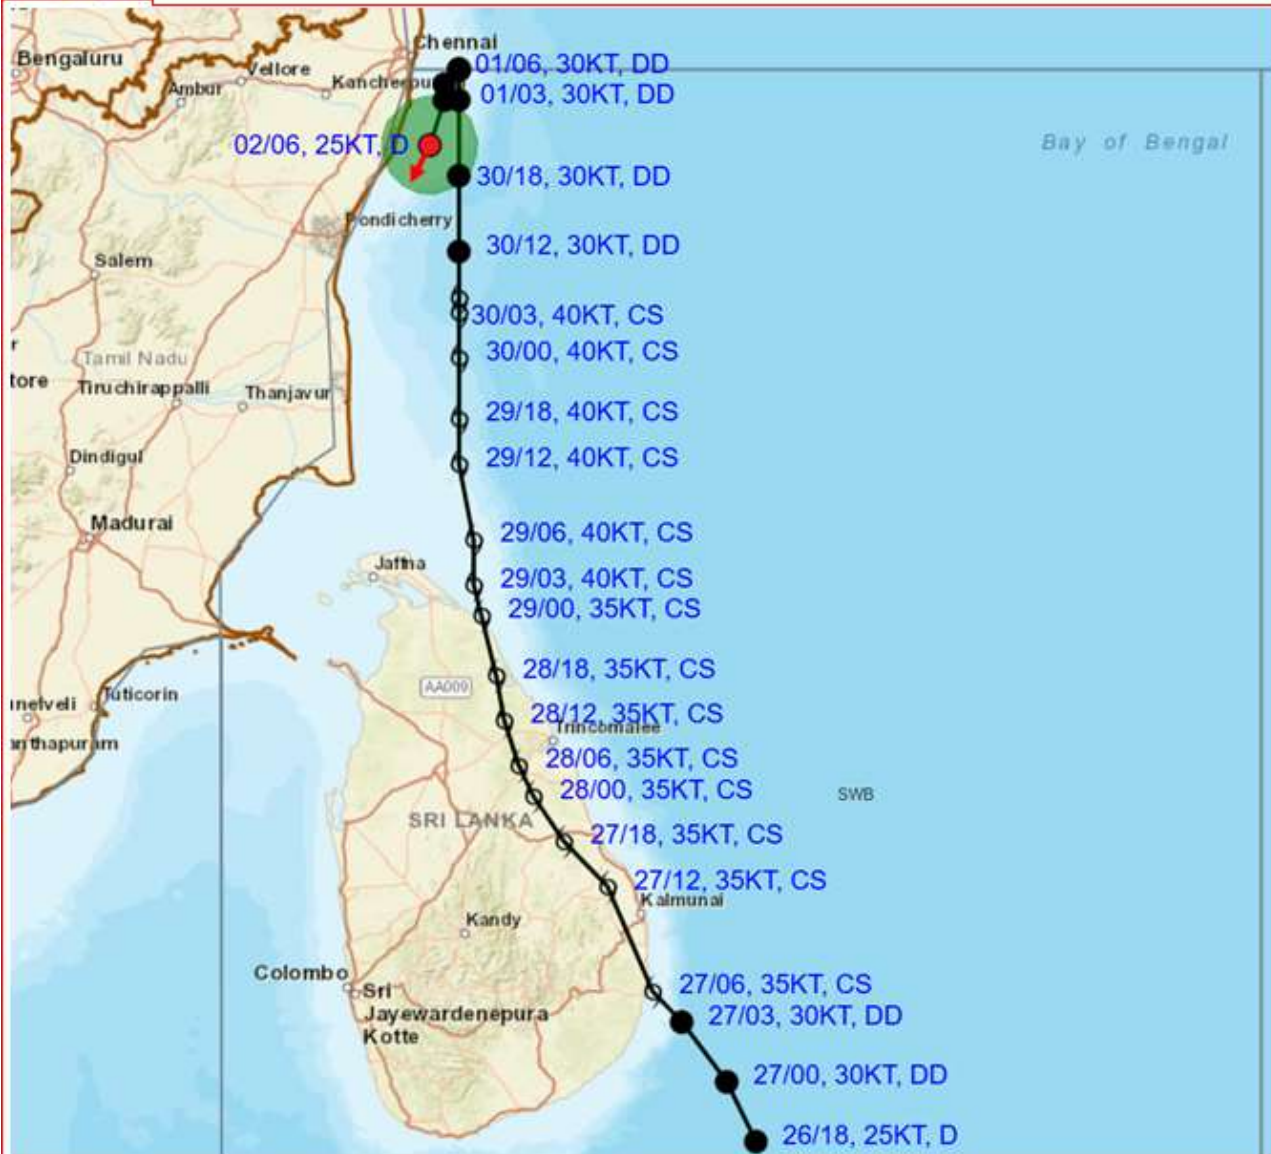 Chennai
Bengaluru
01/06, 30KT, DD
Vellore
Kancheepuram
Ambur
01/03, 30KT, DD
02/06, 25KT, D
Bay of Bengal
30/18, 30KT, DD
Pondicherry
30/12, 30KT, DD
Salem
30/03, 40KT, CS
30/00, 40KT, CS
Tamil Nadu
tore
Tiruchirappalli
Thanjavur
29/18, 40KT, CS
Dindigul
29/12, 40KT, CS
Madurai
29/06, 40KT, CS
Jaffna
29/03, 40KT, CS
29/00, 35KT, CS
28/18, 35KT, CS
AA009
Tuticorin
nelveli
28/12, 35KT, CS
Trincomalee
anthapuram
28/06, 35KT, CS
28/00, 35KT, CS
SWB
SRI LANKA
27/18, 35KT, CS
27/12, 35KT, CS
Kalmunai
Kandy
Colombo
27/06, 35KT, CS
Sri
Jayewardenepura
Kotte
27/03, 30KT, DD
27/00, 30KT, DD
26/18, 25KT, D